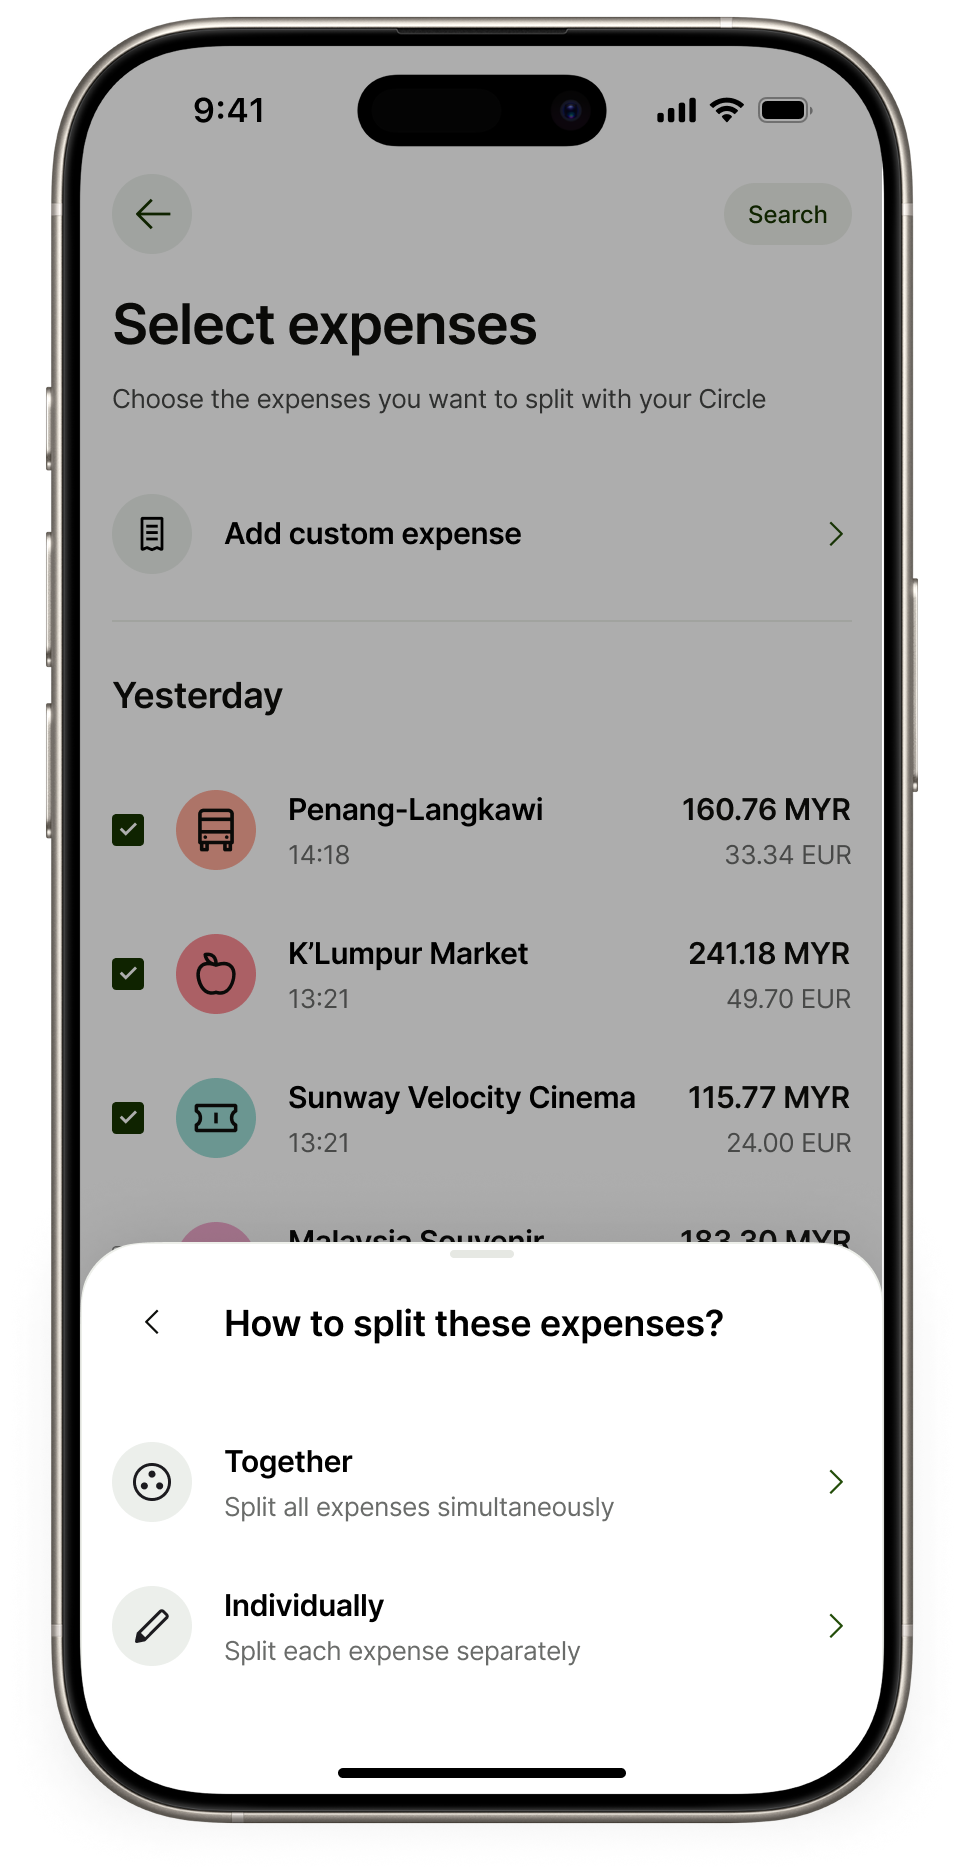 9:41
Search
Select expenses
Choose the expenses you want to split with your Circle
Add custom expense
Yesterday
Penang-Langkawi 160.76 MYR
14:18 33.34 EUR
K’Lumpur Market 241.18 MYR
13:21 49.70 EUR
Sunway Velocity Cinema 115.77 MYR
13:21 24.00 EUR
Malaysia Souvenir 183.30 MYR
How to split these expenses?
Together
Split all expenses simultaneously
Individually
Split each expense separately